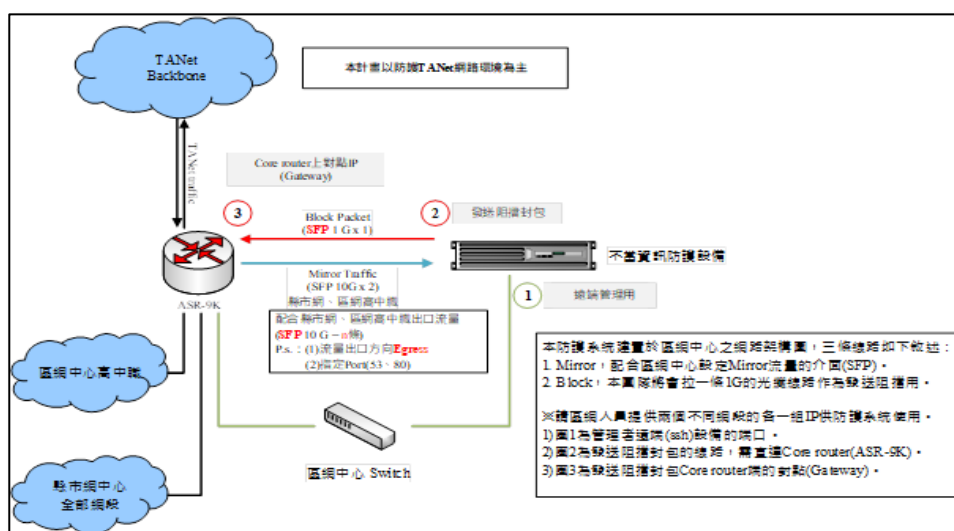 TANet
Backbone
本計畫以防護TANet網路環境為主
TANet traffic
Core router上對點IP
(Gateway)
3
Block Packet
(SFP 1 G x 1)
2
發送阻擋封包
不當資訊防護設備
ASR-9K
Mirror Traffic
(SFP 10G x 2)
縣市網、區網高中職
1
遠端管理用
配合縣市網、區網高中職出口流量
(SFP 10 G – n條)
P.s.:(1)流量出口方向Egress
(2)指定Port(53、80)
區網中心高中職
區網中心 Switch
縣市網中心
全部網段
本防護系統建置於區網中心之網路架構圖,三條線路如下敘述:
1. Mirror,配合區網中心設定Mirror流量的介面(SFP)。
2. Block,本團隊將會拉一條1G的光纖線路作為發送阻擋用。
※請區網人員提供兩個不同網段的各一組IP供防護系統使用。
1)圖1為管理者遠端(ssh)設備的端口。
2)圖2為發送阻擋封包的線路,需直連Core router(ASR-9K)。
3)圖3為發送阻擋封包Core router端的對點(Gateway)。